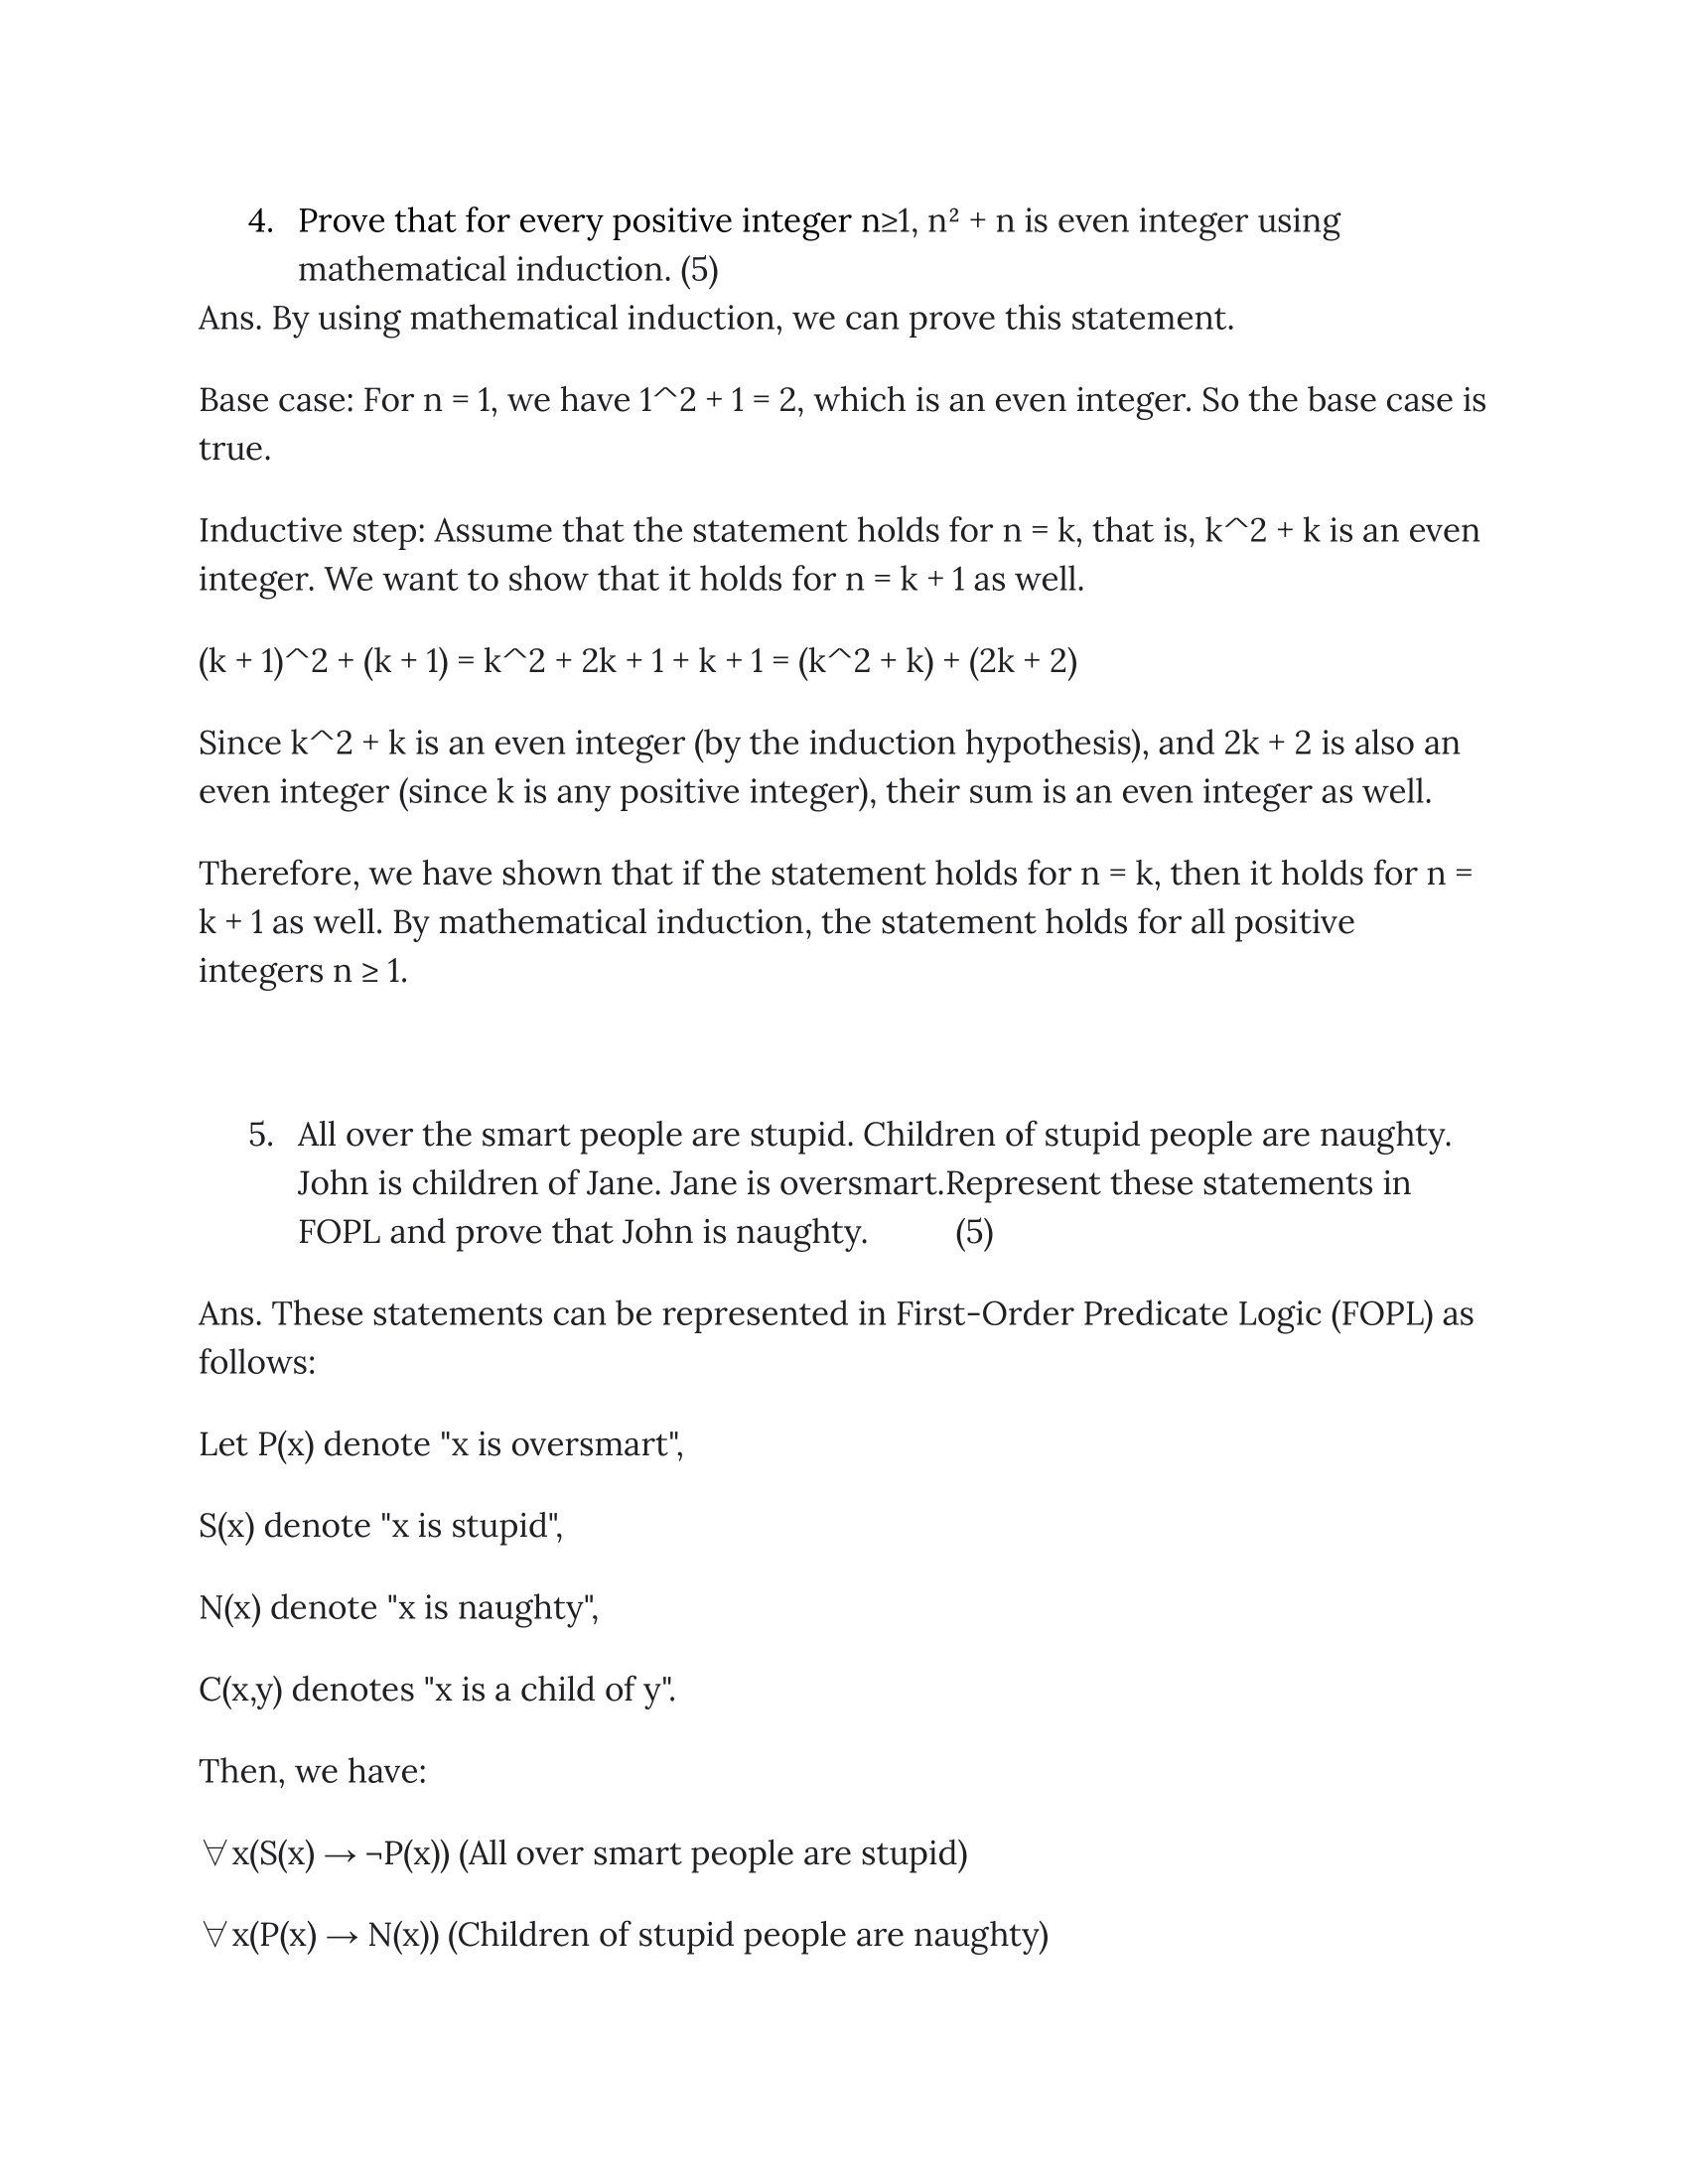 4. Prove that for every positive integer n≥1, n² + n is even integer using
mathematical induction. (5)
Ans. By using mathematical induction, we can prove this statement.
Base case: For n = 1, we have 1^2 + 1 = 2, which is an even integer. So the base case is
true.
Inductive step: Assume that the statement holds for n = k, that is, k^2 + k is an even
integer. We want to show that it holds for n = k + 1 as well.
(k + 1)^2 + (k + 1) = k^2 + 2k + 1 + k + 1 = (k^2 + k) + (2k + 2)
Since k^2 + k is an even integer (by the induction hypothesis), and 2k + 2 is also an
even integer (since k is any positive integer), their sum is an even integer as well.
Therefore, we have shown that if the statement holds for n = k, then it holds for n =
k + 1 as well. By mathematical induction, the statement holds for all positive
integers n ≥ 1.
5. All over the smart people are stupid. Children of stupid people are naughty.
John is children of Jane. Jane is oversmart.Represent these statements in
FOPL and prove that John is naughty. (5)
Ans. These statements can be represented in First-Order Predicate Logic (FOPL) as
follows:
Let P(x) denote "x is oversmart",
S(x) denote "x is stupid",
N(x) denote "x is naughty",
C(x,y) denotes "x is a child of y".
Then, we have:
∀x(S(x) → ¬P(x)) (All over smart people are stupid)
∀x(P(x) → N(x)) (Children of stupid people are naughty)